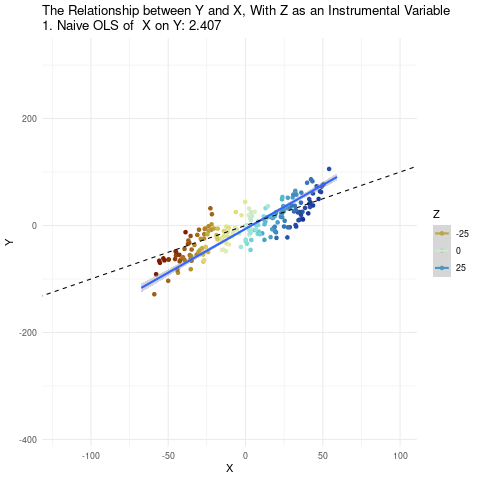 The Relationship between Y and X, With Z as an Instrumental Variable
1. Naive OLS of X on Y: 2.407
200
0
-200
-400
Y
-100
-50
0
50
100
X
Z
-25
0
25